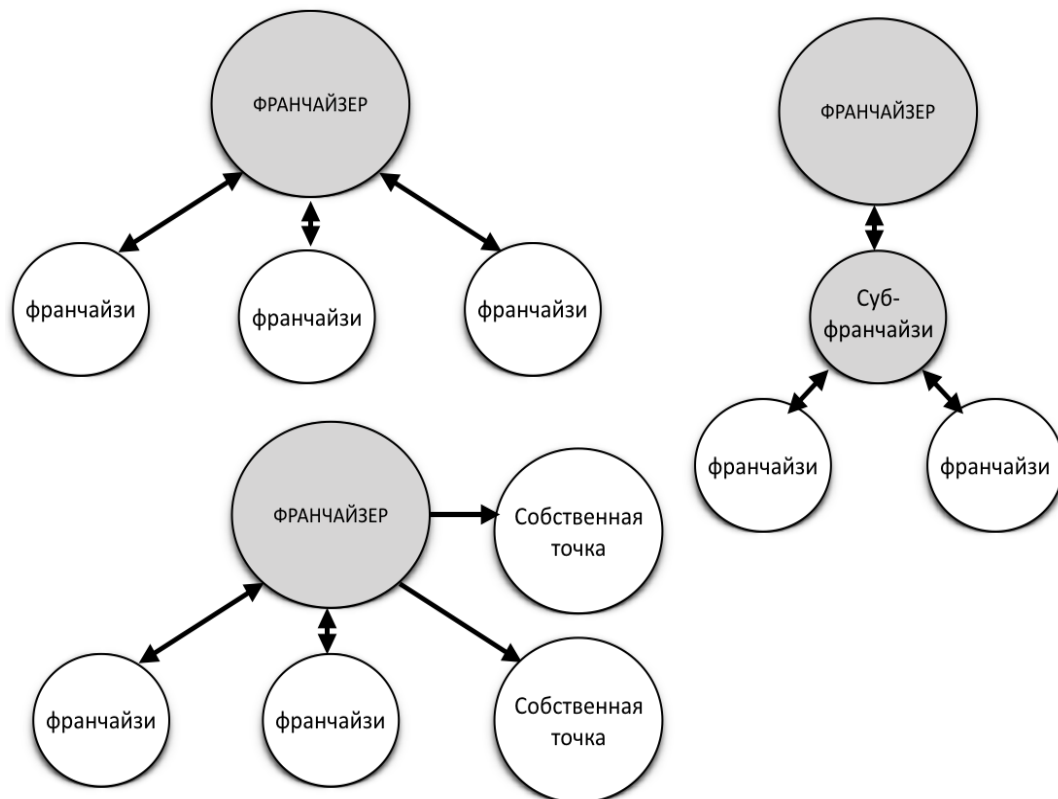 ФРАНЧАЙЗЕР
франчайзи
франчайзи
франчайзи
ФРАНЧАЙЗЕР
Суб-
франчайзи
франчайзи
франчайзи
ФРАНЧАЙЗЕР
Собственная
точка
франчайзи
франчайзи
Собственная
точка